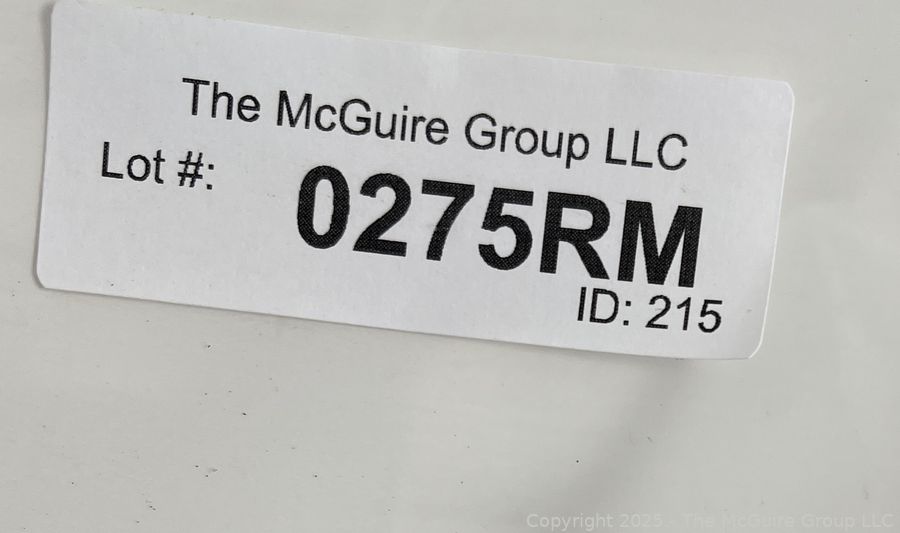 The McGuire Group LLC
Lot #: 0275RM
ID: 215
Copyright 2025 - The McGuire Group LLC